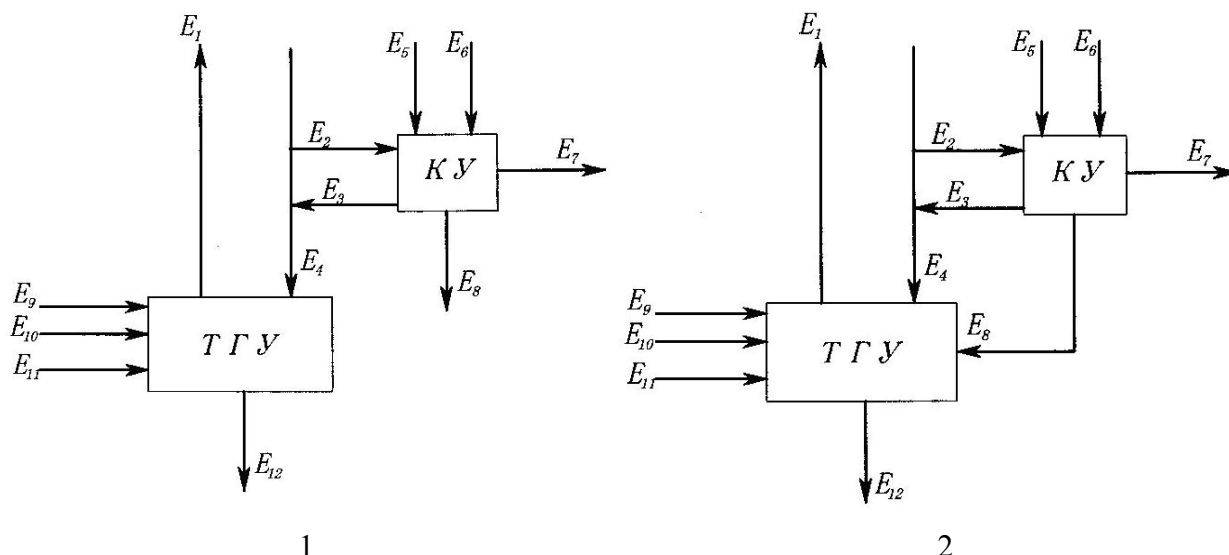 E₁
E₅ E₆
E₂
К У
E₇
E₃
E₄
E₈
E₉
E₁₀
Т Г У
E₁₁
E₁₂
1
E₁
E₅ E₆
E₂
К У
E₇
E₃
E₄
E₈
E₉
E₁₀
Т Г У
E₁₁
E₁₂
2